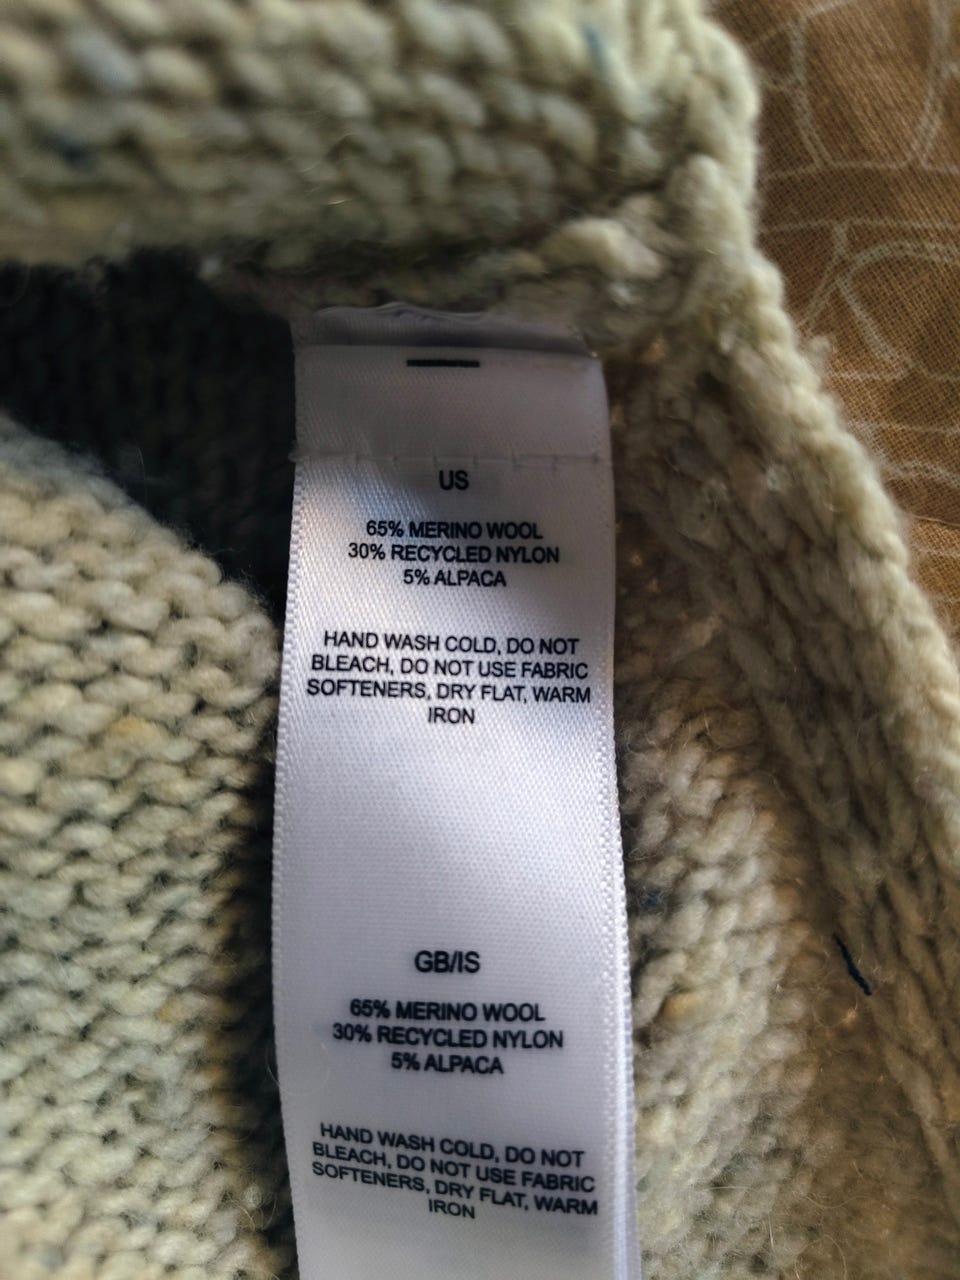 US
65% MERINO WOOL
30% RECYCLED NYLON
5% ALPACA
HAND WASH COLD, DO NOT
BLEACH, DO NOT USE FABRIC
SOFTENERS, DRY FLAT, WARM
IRON
GB/IS
65% MERINO WOOL
30% RECYCLED NYLON
5% ALPACA
HAND WASH COLD, DO NOT
BLEACH, DO NOT USE FABRIC
SOFTENERS, DRY FLAT, WARM
IRON